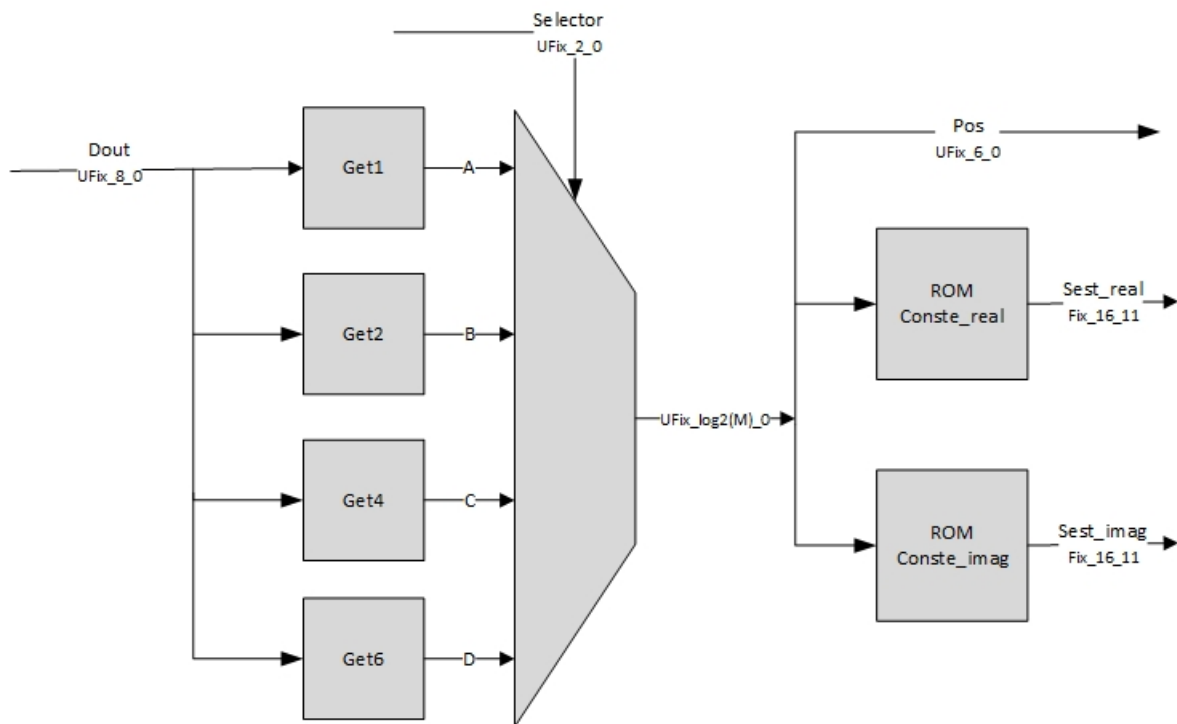 Selector
UFix_2_0
Dout
UFix_8_0
Get1
A
Get2
B
Get4
C
Get6
D
UFix_log2(M)_0
Pos
UFix_6_0
ROM
Conste_real
Sest_real
Fix_16_11
ROM
Conste_imag
Sest_imag
Fix_16_11